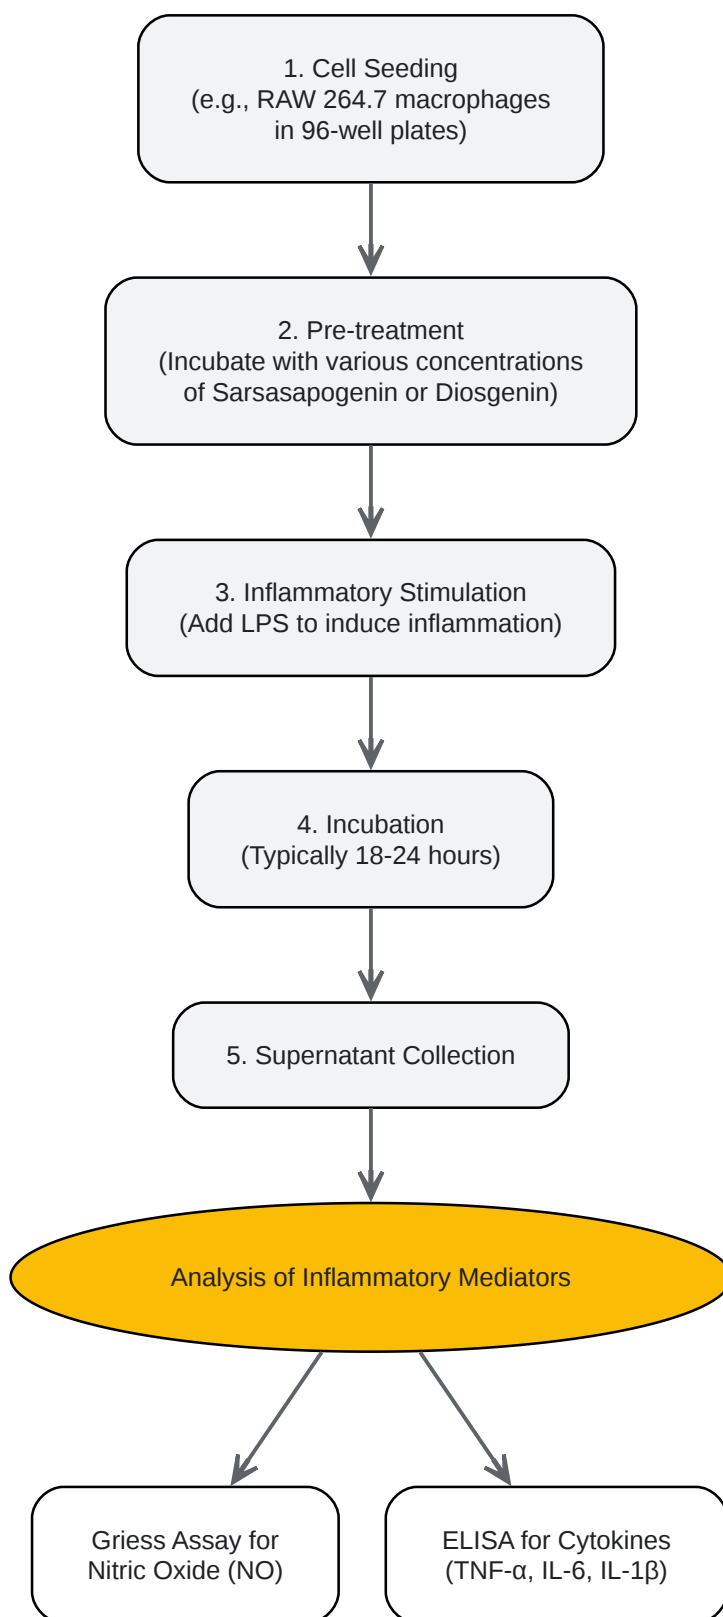 1. Cell Seeding
(e.g., RAW 264.7 macrophages
in 96-well plates)
2. Pre-treatment
(Incubate with various concentrations
of Sarsasapogenin or Diosgenin)
3. Inflammatory Stimulation
(Add LPS to induce inflammation)
4. Incubation
(Typically 18-24 hours)
5. Supernatant Collection
Analysis of Inflammatory Mediators
Griess Assay for
Nitric Oxide (NO)
ELISA for Cytokines
(TNF-α, IL-6, IL-1β)